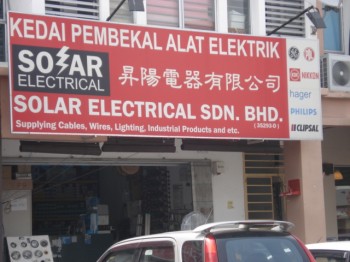 KEDAI PEMBEKAL ALAT ELEKTRIK
SOLAR
ELECTRICAL
昇陽電器有限公司
SOLAR ELECTRICAL SDN. BHD.
Supplying Cables, Wires, Lighting, Industrial Products and etc.
NIKKON
hager
PHILIPS
CLIPSAL